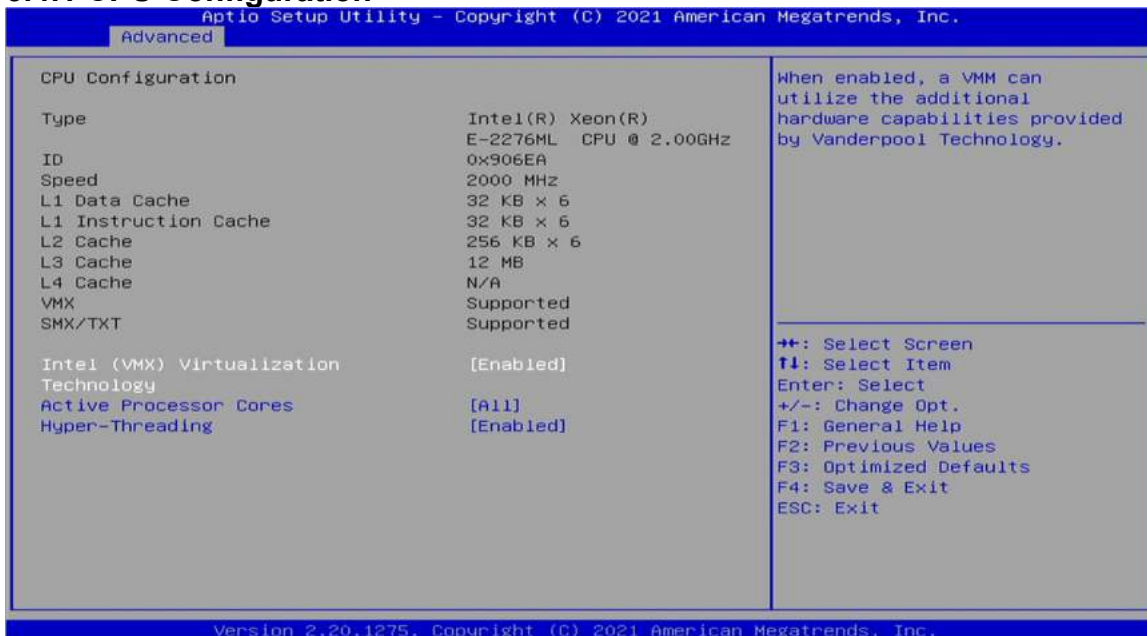 CPU Configuration
Aptio Setup Utility - Copyright (C) 2021 American Megatrends, Inc.
Advanced
CPU Configuration
Type Intel(R) Xeon(R)
E-2276ML CPU @ 2.00GHz
ID 0x906EA
Speed 2000 MHz
L1 Data Cache 32 KB x 6
L1 Instruction Cache 32 KB x 6
L2 Cache 256 KB x 6
L3 Cache 12 MB
L4 Cache N/A
VMX Supported
SMX/TXT Supported
Intel (VMX) Virtualization [Enabled]
Technology
Active Processor Cores [All]
Hyper-Threading [Enabled]
When enabled, a VMM can
utilize the additional
hardware capabilities provided
by Vanderpool Technology.
→←: Select Screen
↑↓: Select Item
Enter: Select
+/-: Change Opt.
F1: General Help
F2: Previous Values
F3: Optimized Defaults
F4: Save & Exit
ESC: Exit
Version 2.20.1275. Copyright (C) 2021 American Megatrends, Inc.